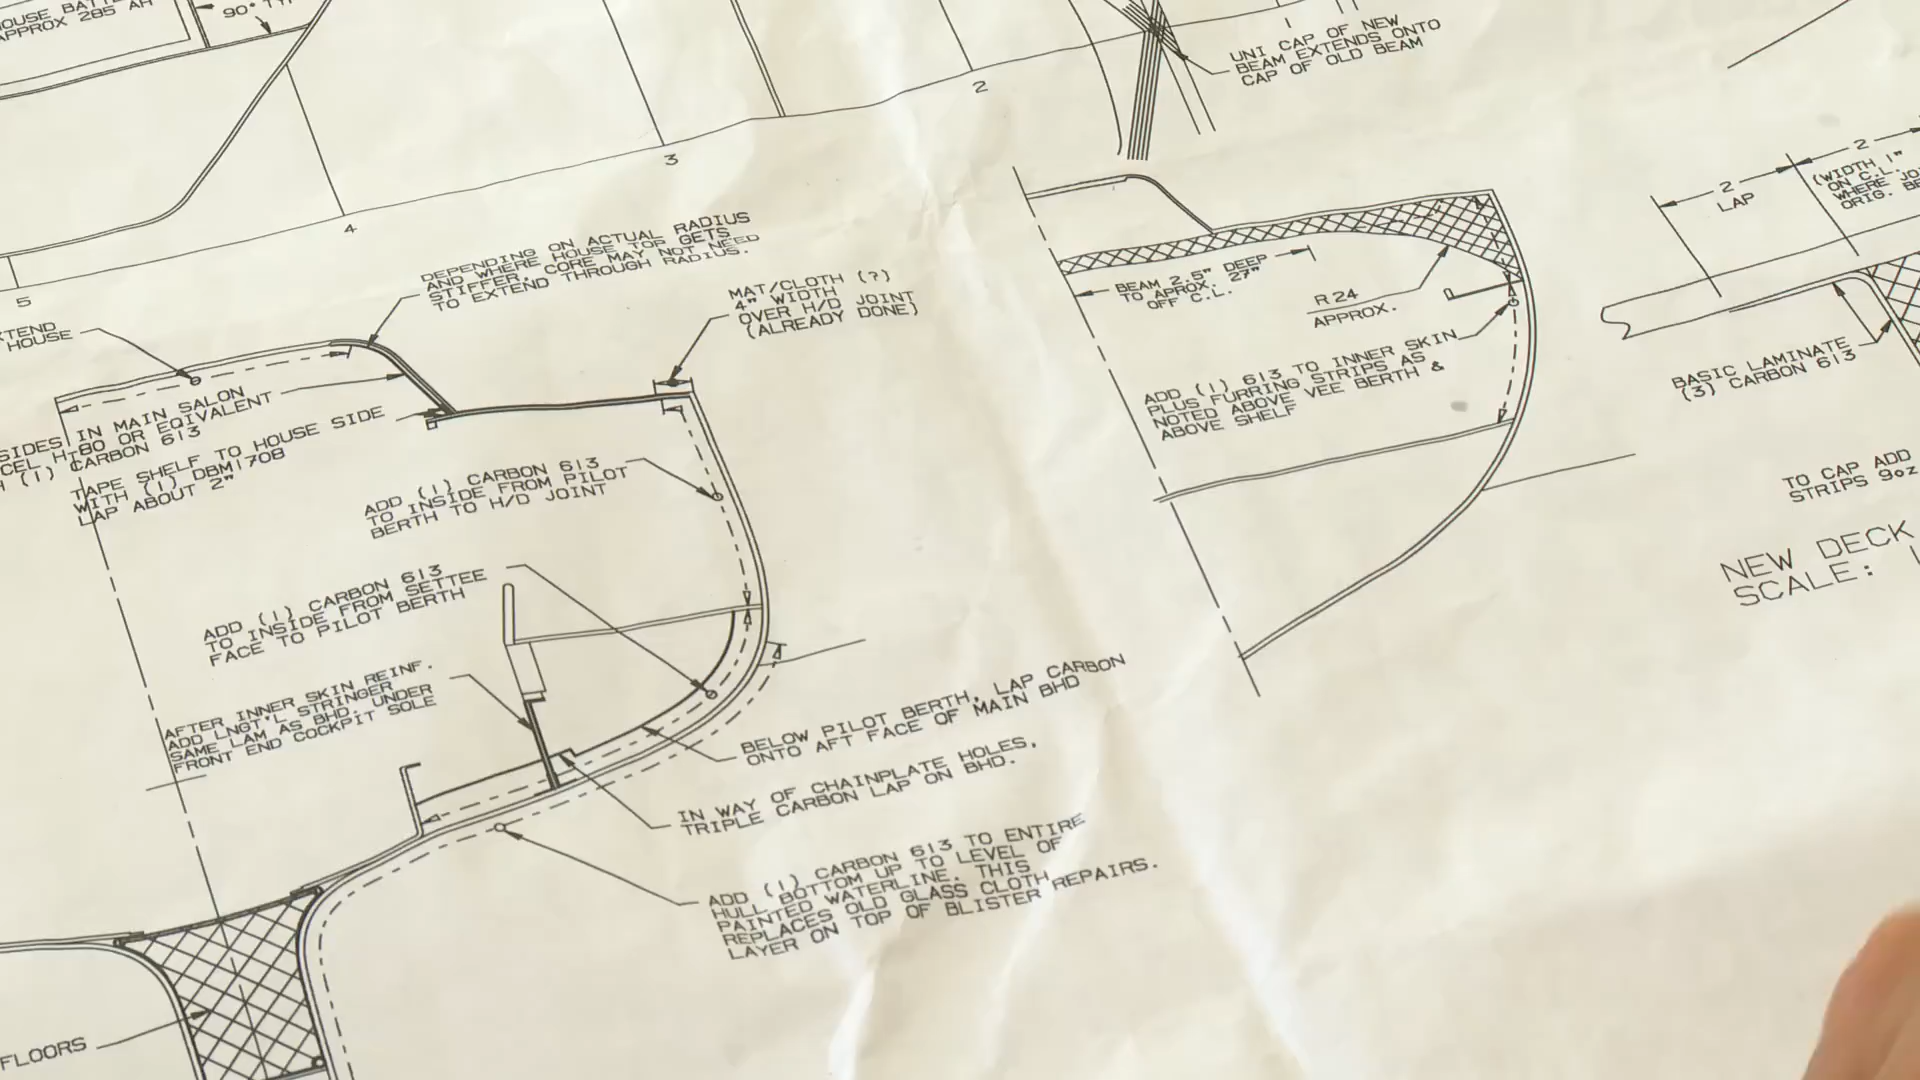 HOUSE BATT
APPROX 285 AH
90° TYP
UNI CAP OF NEW
BEAM EXTENDS ONTO
CAP OF OLD BEAM
2
3
4
5
2
LAP
2
(WIDTH 1"
ON C.L.
WHERE JO
ORIG. BE
DEPENDING ON ACTUAL RADIUS
AND WHERE HOUSE TOP GETS
STIFFER, CORE MAY NOT NEED
TO EXTEND THROUGH RADIUS.
MAT/CLOTH (?)
4" WIDTH
OVER H/D JOINT
(ALREADY DONE)
XTEND
HOUSE
BEAM 2.5" DEEP
TO APROX. 27"
OFF C.L.
R 24
APPROX.
ADD (1) 613 TO INNER SKIN
PLUS FURRING STRIPS AS
NOTED ABOVE VEE BERTH &
ABOVE SHELF
BASIC LAMINATE
(3) CARBON 613
SIDES IN MAIN SALON
CEL HT80 OR EQIVALENT
H (1) CARBON 613
TAPE SHELF TO HOUSE SIDE
WITH (1) DBM1708
LAP ABOUT 2"
ADD (1) CARBON 613
TO INSIDE FROM PILOT
BERTH TO H/D JOINT
TO CAP ADD
STRIPS 9oz
NEW DECK
SCALE:
ADD (1) CARBON 613
TO INSIDE FROM SETTEE
FACE TO PILOT BERTH
AFTER INNER SKIN REINF.
ADD LNGT'L STRINGER
SAME LAM AS BHD. UNDER
FRONT END COCKPIT SOLE
BELOW PILOT BERTH, LAP CARBON
ONTO AFT FACE OF MAIN BHD
IN WAY OF CHAINPLATE HOLES,
TRIPLE CARBON LAP ON BHD.
ADD (1) CARBON 613 TO ENTIRE
HULL BOTTOM UP TO LEVEL OF
PAINTED WATERLINE. THIS
REPLACES OLD GLASS CLOTH
LAYER ON TOP OF BLISTER REPAIRS.
FLOORS